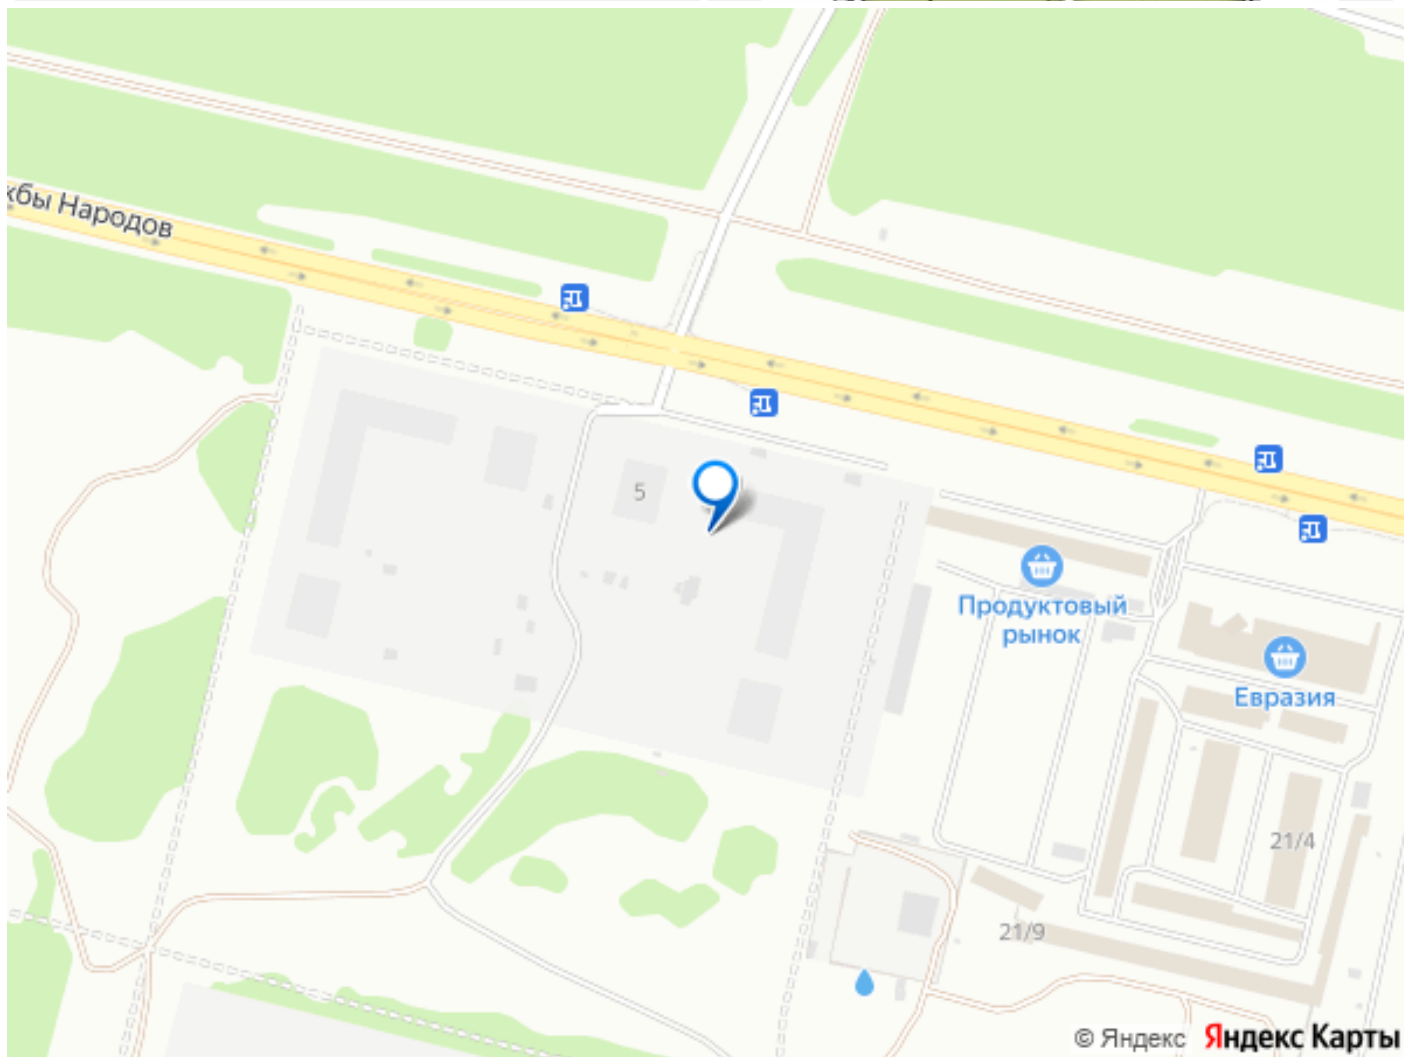 жбы Народов
5
Продуктовый
рынок
Евразия
21/4
21/9
© Яндекс Яндекс Карты